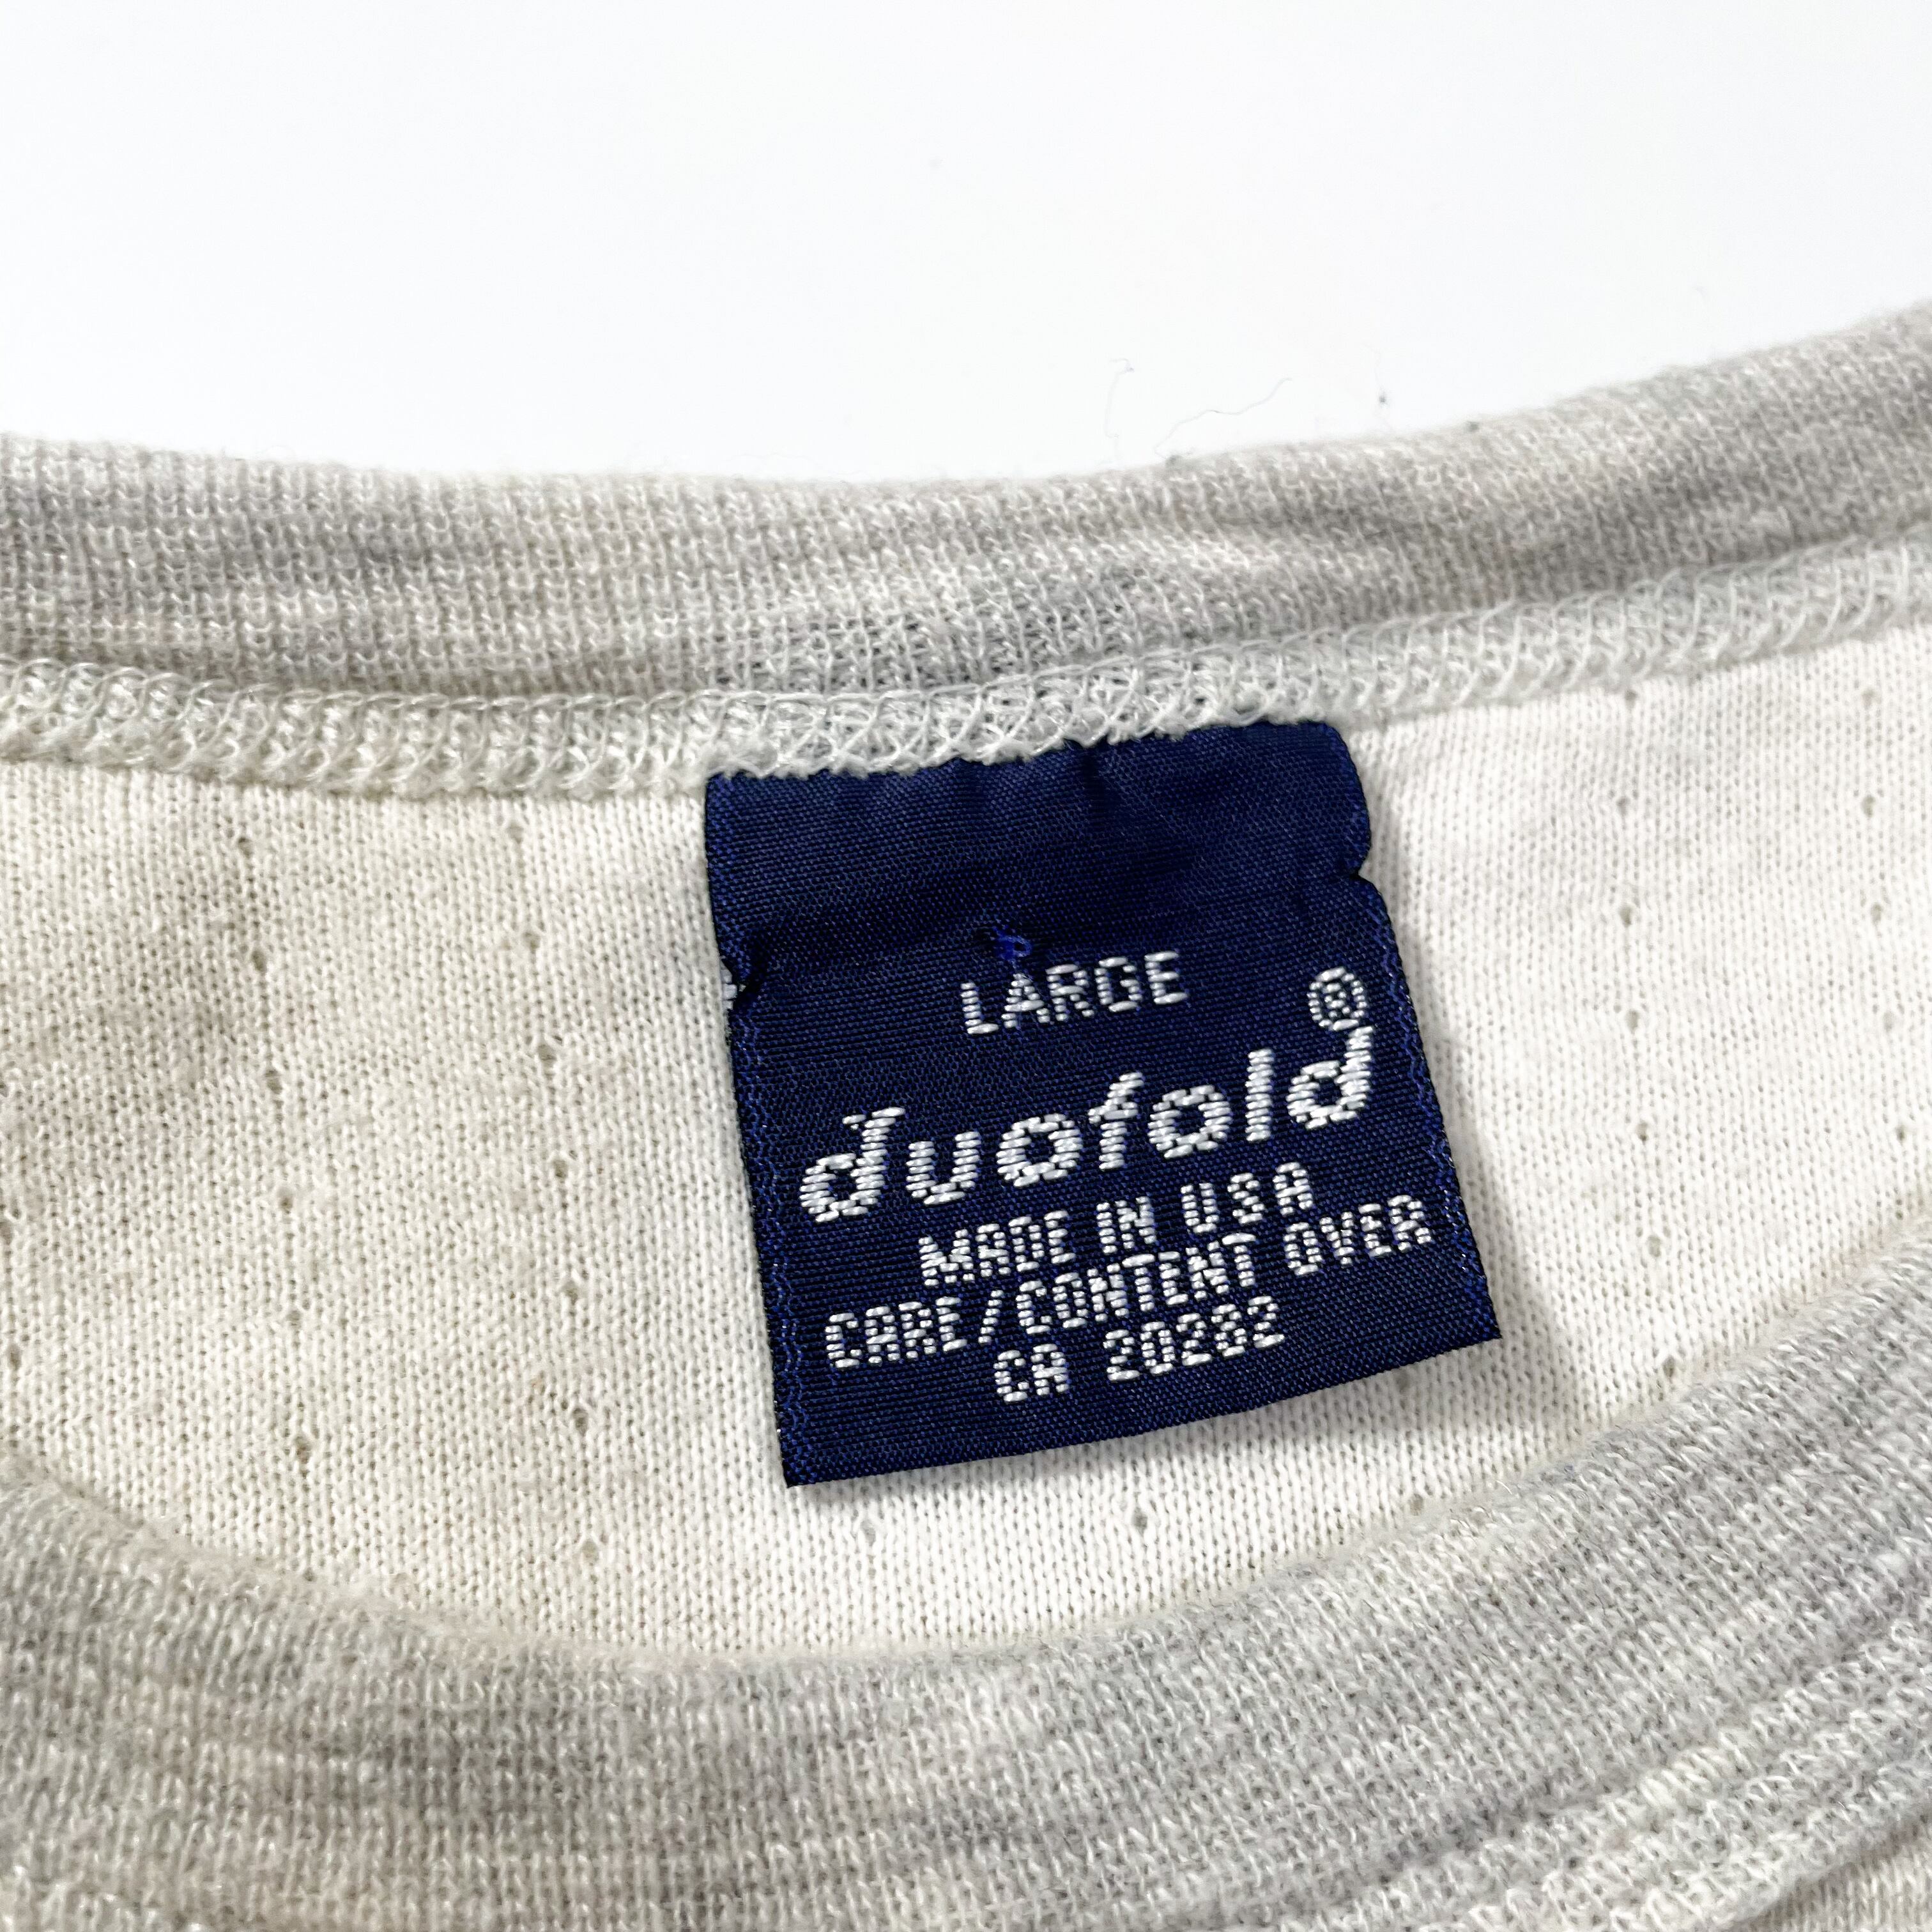 LARGE
duofold®
MADE IN USA
CARE/CONTENT OVER
CA 20282